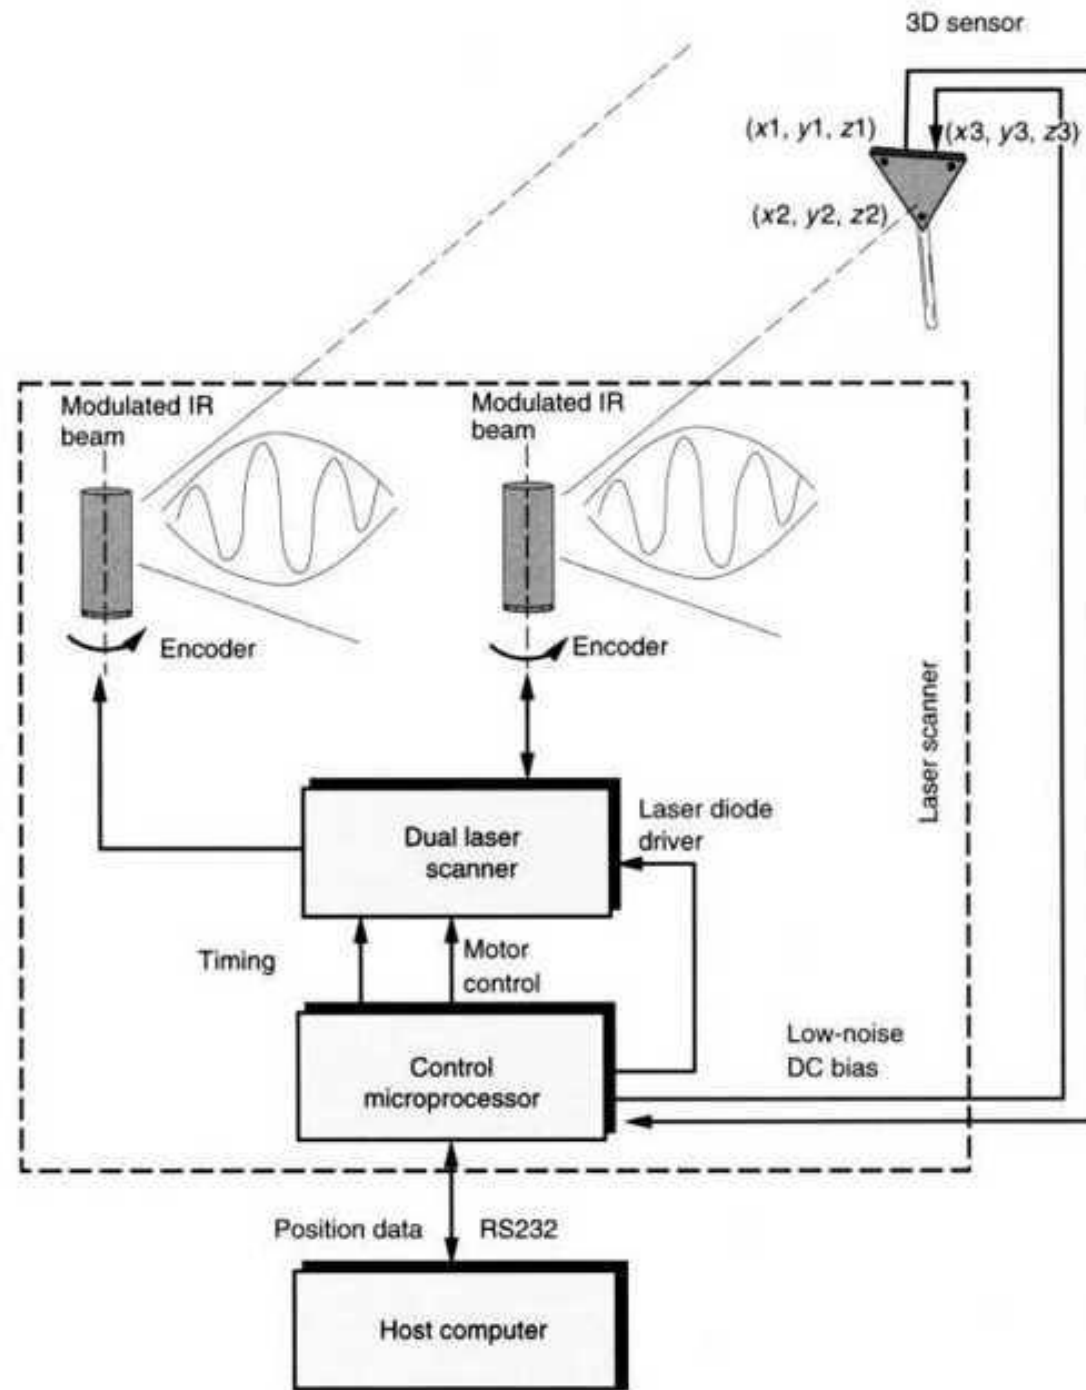 3D sensor
(x1, y1, z1)
(x3, y3, z3)
(x2, y2, z2)
Modulated IR
beam
Modulated IR
beam
Encoder
Encoder
Laser scanner
Dual laser
scanner
Laser diode
driver
Timing
Motor
control
Control
microprocessor
Low-noise
DC bias
Position data
RS232
Host computer